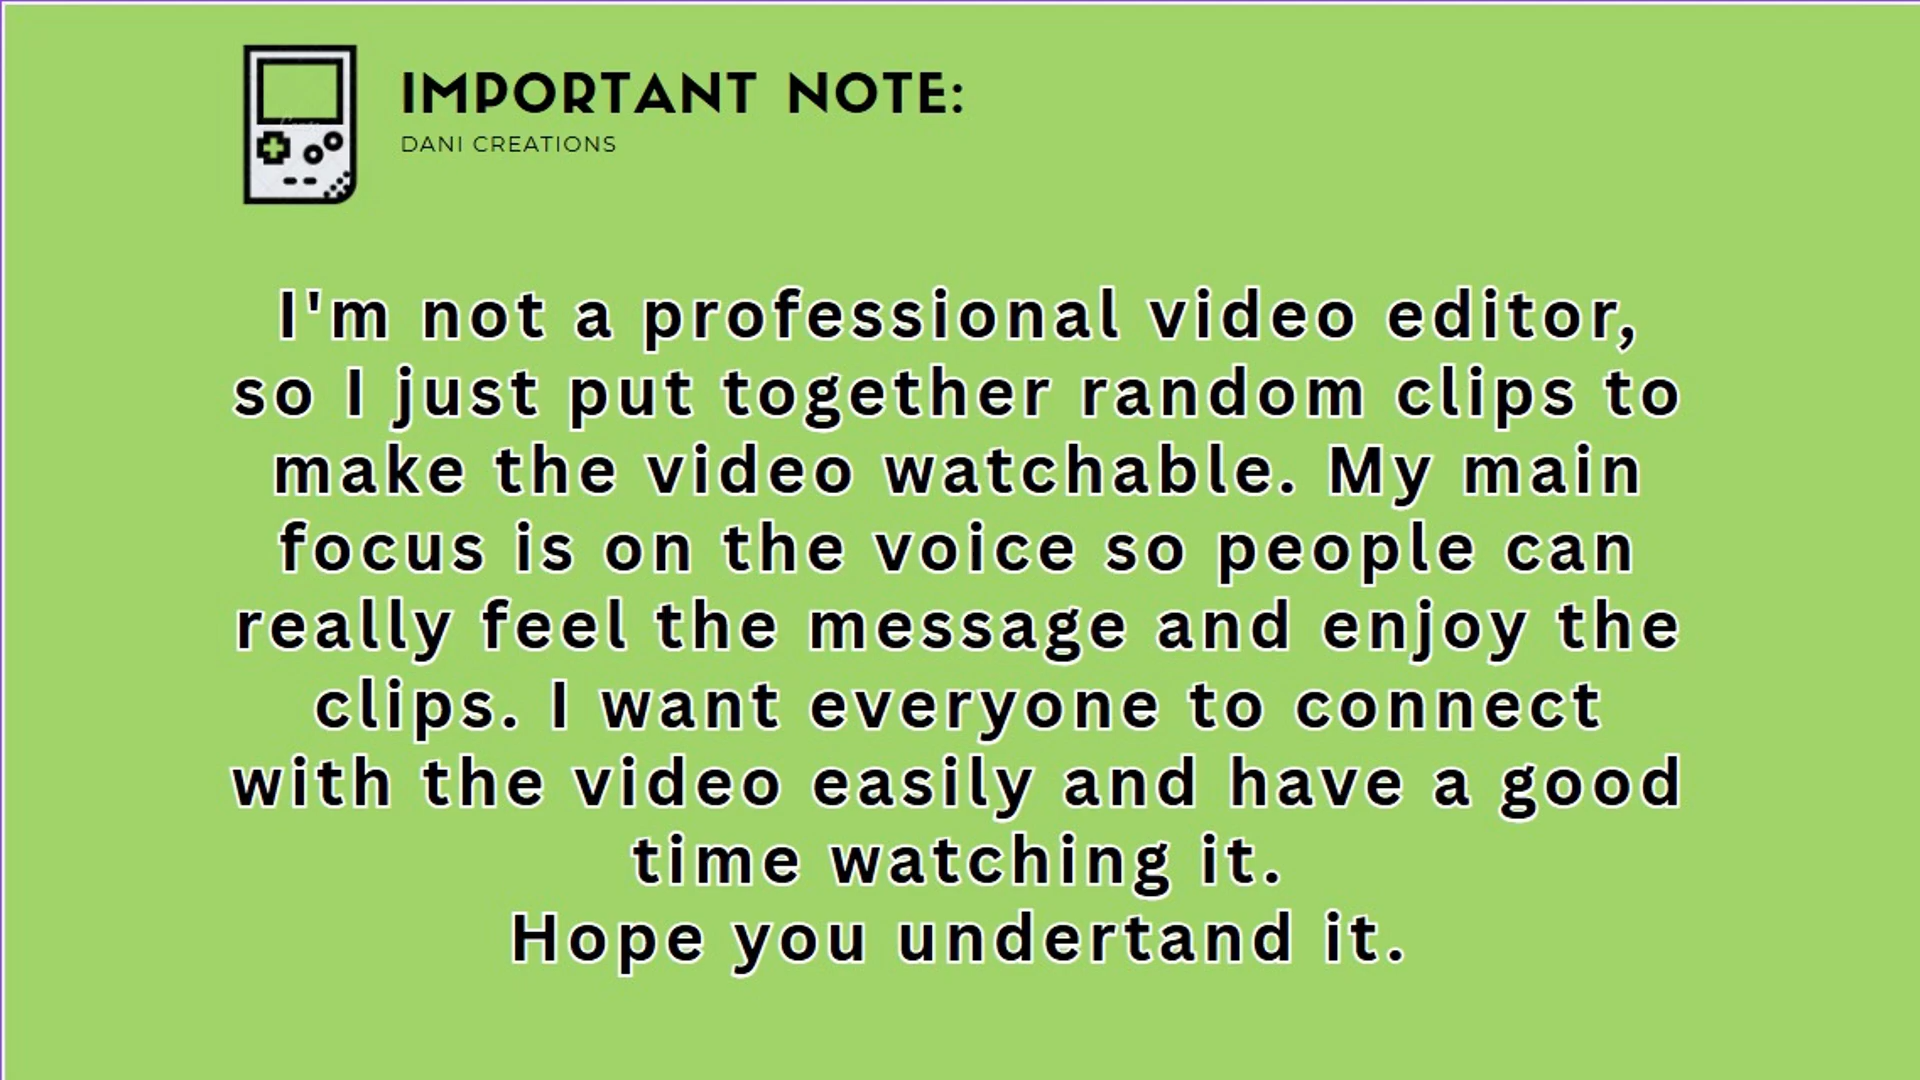 IMPORTANT NOTE:
DANI CREATIONS
I'm not a professional video editor,
so I just put together random clips to
make the video watchable. My main
focus is on the voice so people can
really feel the message and enjoy the
clips. I want everyone to connect
with the video easily and have a good
time watching it.
Hope you undertand it.